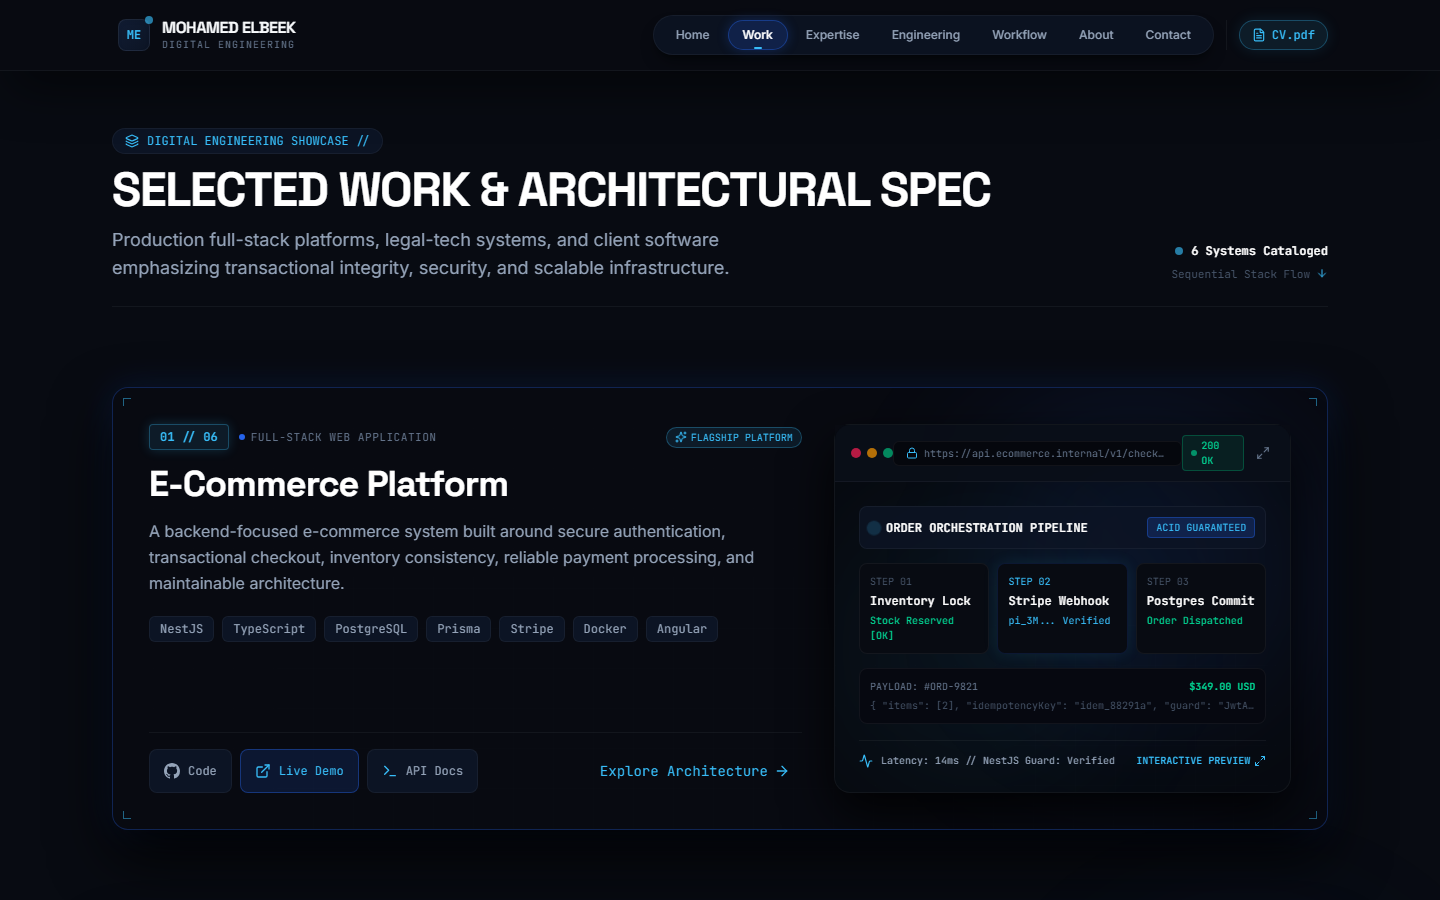 ME
MOHAMED ELBEEK
DIGITAL ENGINEERING
Home
Work
Expertise
Engineering
Workflow
About
Contact
CV.pdf
DIGITAL ENGINEERING SHOWCASE //
SELECTED WORK & ARCHITECTURAL SPEC
Production full-stack platforms, legal-tech systems, and client software
emphasizing transactional integrity, security, and scalable infrastructure.
6 Systems Cataloged
Sequential Stack Flow ↓
01 // 06
FULL-STACK WEB APPLICATION
FLAGSHIP PLATFORM
E-Commerce Platform
A backend-focused e-commerce system built around secure authentication,
transactional checkout, inventory consistency, reliable payment processing, and
maintainable architecture.
NestJS
TypeScript
PostgreSQL
Prisma
Stripe
Docker
Angular
Code
Live Demo
API Docs
Explore Architecture →
https://api.ecommerce.internal/v1/check…
200
OK
ORDER ORCHESTRATION PIPELINE
ACID GUARANTEED
STEP 01
Inventory Lock
Stock Reserved
[OK]
STEP 02
Stripe Webhook
pi_3M... Verified
STEP 03
Postgres Commit
Order Dispatched
PAYLOAD: #ORD-9821
$349.00 USD
{ "items": [2], "idempotencyKey": "idem_88291a", "guard": "JwtA…
Latency: 14ms // NestJS Guard: Verified
INTERACTIVE PREVIEW